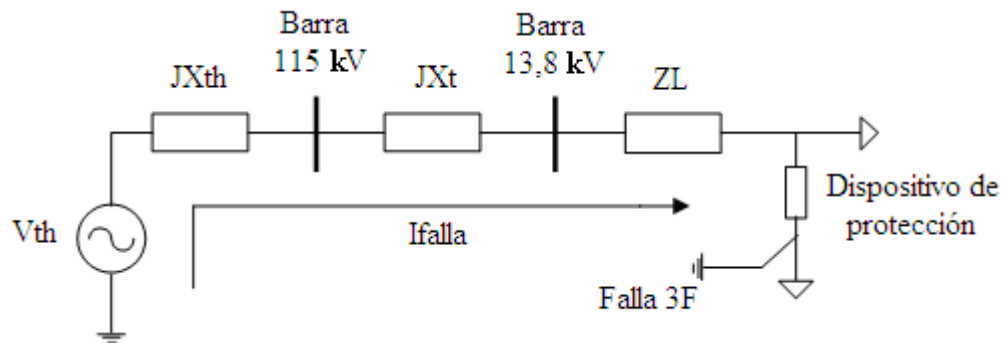 Barra
115 kV
Barra
13,8 kV
JXth
JXt
ZL
Vth
Ifalla
Dispositivo de
protección
Falla 3F